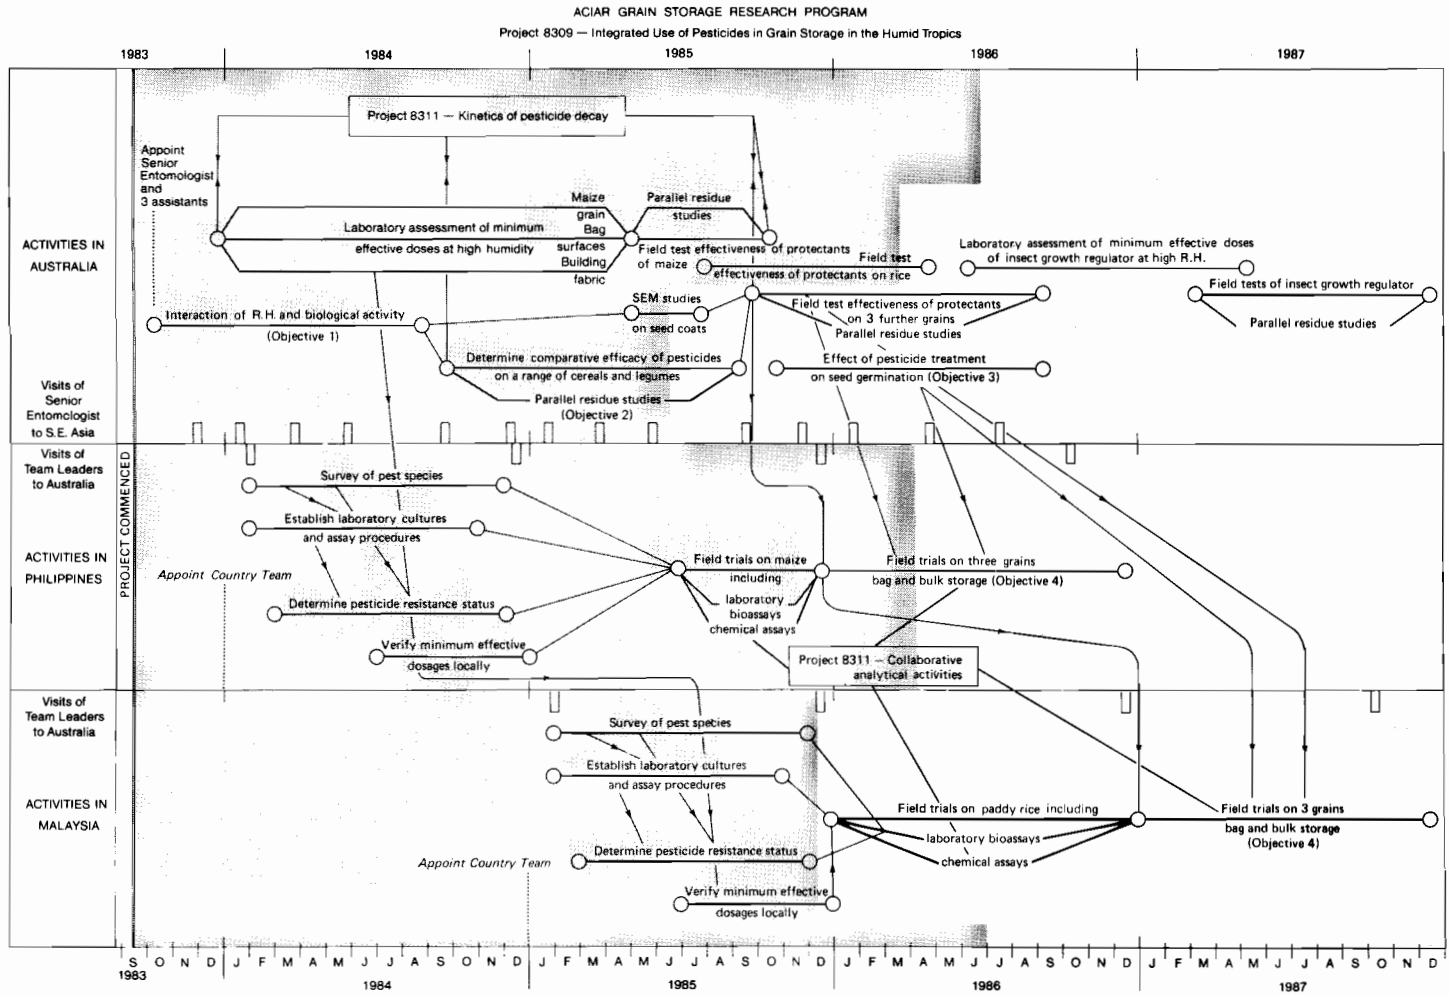 ACIAR GRAIN STORAGE RESEARCH PROGRAM
Project 8309 — Integrated Use of Pesticides in Grain Storage in the Humid Tropics
1983 1984 1985 1986 1987
Project 8311 — Kinetics of pesticide decay
Appoint
Senior
Entomologist
and
3 assistants
ACTIVITIES IN
AUSTRALIA
Laboratory assessment of minimum
effective doses at high humidity
Maize
grain
Bag
surfaces
Building
fabric
Parallel residue
studies
Field test effectiveness of protectants
of maize
Field test
effectiveness of protectants on rice
Laboratory assessment of minimum effective doses
of insect growth regulator at high R.H.
Field tests of insect growth regulator
Parallel residue studies
Interaction of R.H. and biological activity
(Objective 1)
SEM studies
on seed coats
Field test effectiveness of protectants
on 3 further grains
Parallel residue studies
Determine comparative efficacy of pesticides
on a range of cereals and legumes
Parallel residue studies
(Objective 2)
Effect of pesticide treatment
on seed germination (Objective 3)
Visits of
Senior
Entomologist
to S.E. Asia
PROJECT COMMENCED
Visits of
Team Leaders
to Australia
ACTIVITIES IN
PHILIPPINES
Survey of pest species
Establish laboratory cultures
and assay procedures
Appoint Country Team
Determine pesticide resistance status
Verify minimum effective
dosages locally
Field trials on maize
including
laboratory
bioassays
chemical assays
Field trials on three grains
bag and bulk storage (Objective 4)
Project 8311 — Collaborative
analytical activities
Visits of
Team Leaders
to Australia
ACTIVITIES IN
MALAYSIA
Survey of pest species
Establish laboratory cultures
and assay procedures
Appoint Country Team
Determine pesticide resistance status
Verify minimum effective
dosages locally
Field trials on paddy rice including
laboratory bioassays
chemical assays
Field trials on 3 grains
bag and bulk storage
(Objective 4)
S O N D J F M A M J J A S O N D J F M A M J J A S O N D J F M A M J J A S O N D J F M A M J J A S O N D
1983 1984 1985 1986 1987